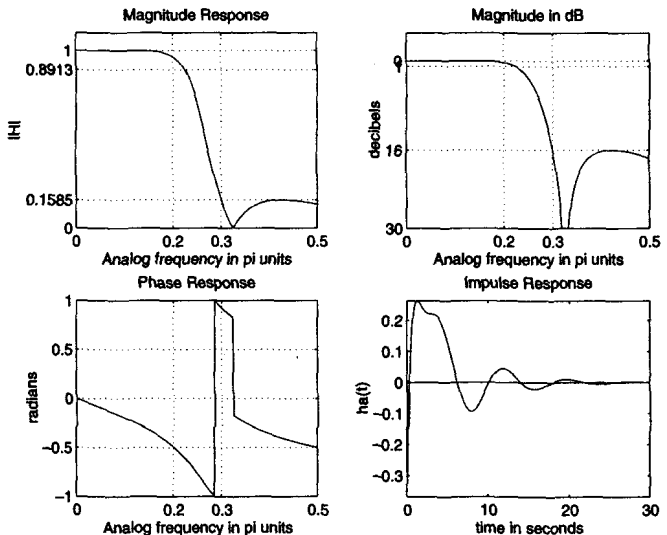 Magnitude Response
1
0.8913
0.1585
0
|H|
0
0.2
0.3
0.5
Analog frequency in pi units
Magnitude in dB
0
1
16
30
decibels
0
0.2
0.3
0.5
Analog frequency in pi units
Phase Response
1
0.5
0
-0.5
-1
radians
0
0.2
0.3
0.5
Analog frequency in pi units
Impulse Response
0.2
0.1
0
-0.1
-0.2
-0.3
ha(t)
0
10
20
30
time in seconds